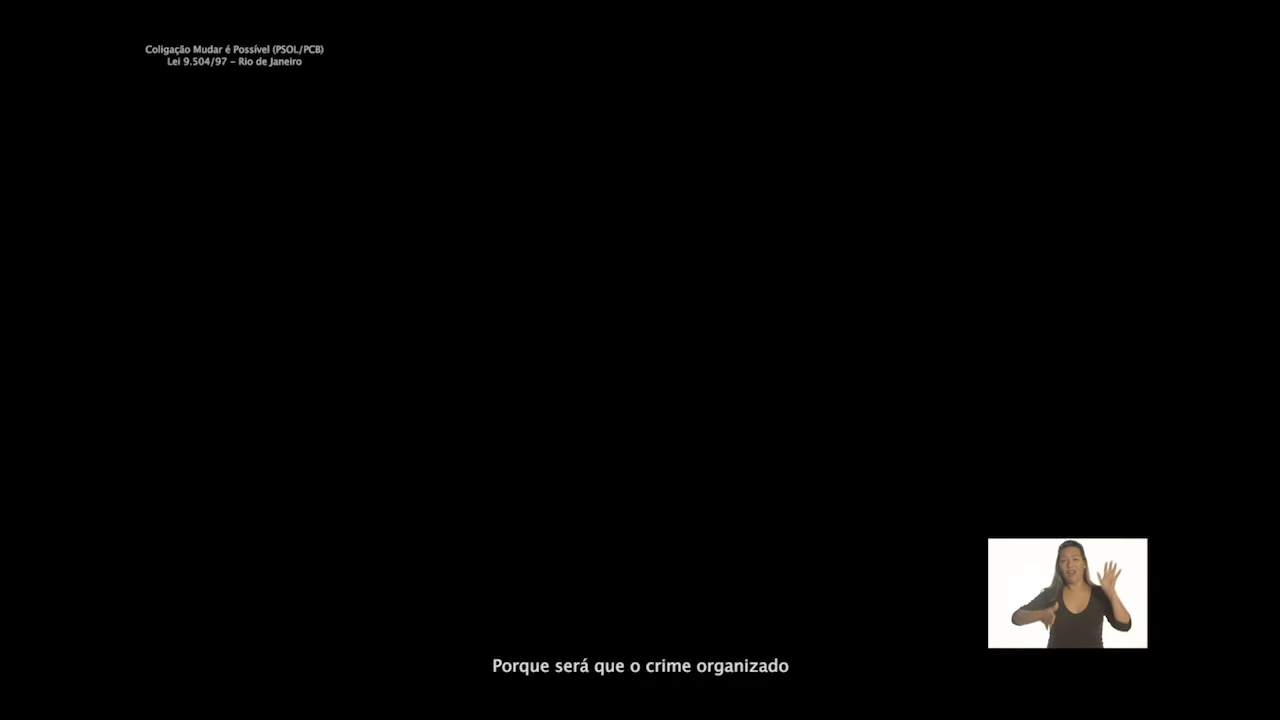 Coligação Mudar é Possível (PSOL/PCB)
Lei 9.504/97 - Rio de Janeiro
Porque será que o crime organizado